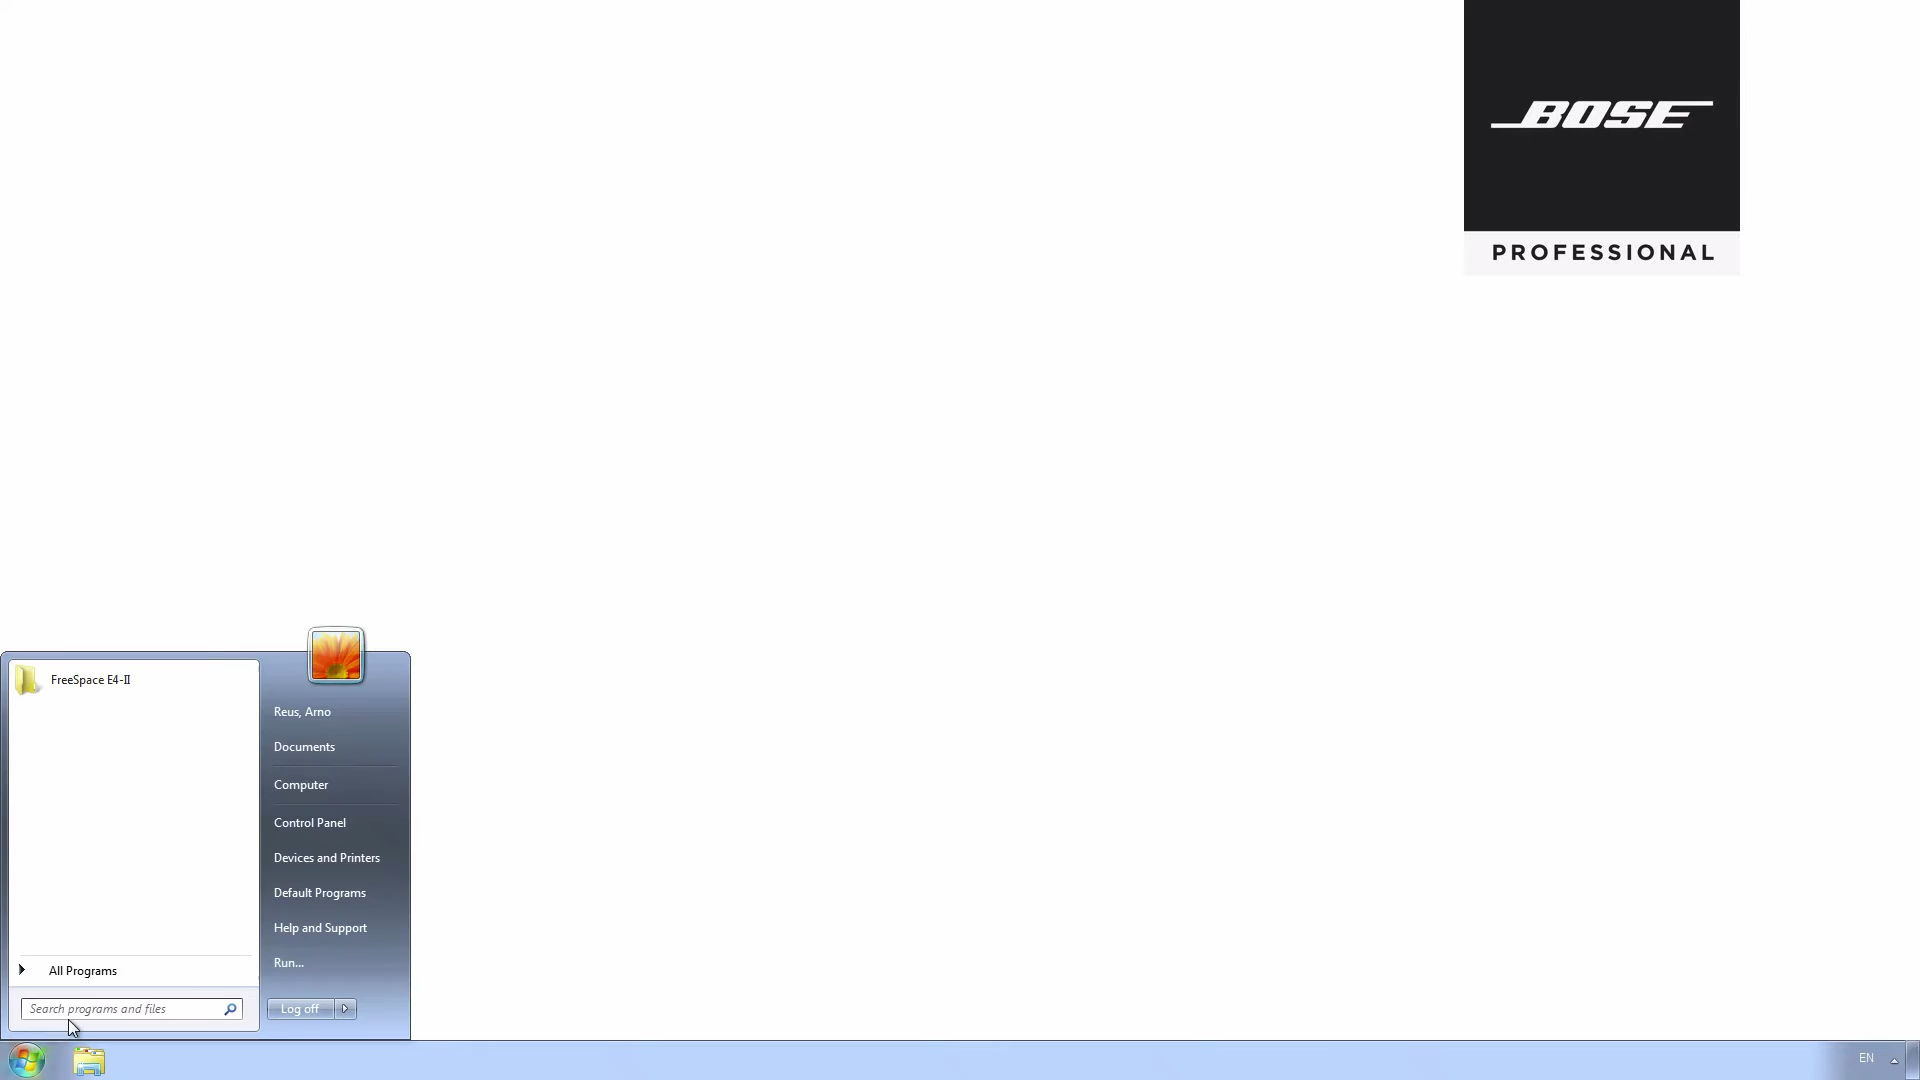 BOSE
PROFESSIONAL
FreeSpace E4-II
Reus, Arno
Documents
Computer
Control Panel
Devices and Printers
Default Programs
Help and Support
Run...
All Programs
Search programs and files
Log off
EN